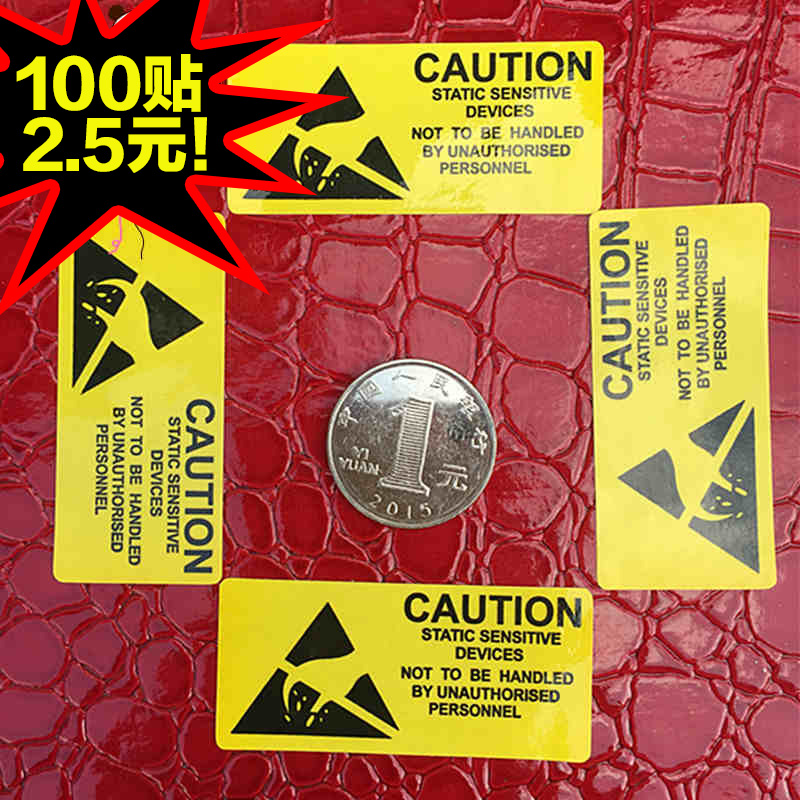 100贴
2.5元!
CAUTION
STATIC SENSITIVE
DEVICES
NOT TO BE HANDLED
BY UNAUTHORISED
PERSONNEL
CAUTION
STATIC SENSITIVE
DEVICES
NOT TO BE HANDLED
BY UNAUTHORISED
PERSONNEL
中国人民银行
1
YI
YUAN
元
2015
CAUTION
STATIC SENSITIVE
DEVICES
NOT TO BE HANDLED
BY UNAUTHORISED
PERSONNEL
CAUTION
STATIC SENSITIVE
DEVICES
NOT TO BE HANDLED
BY UNAUTHORISED
PERSONNEL